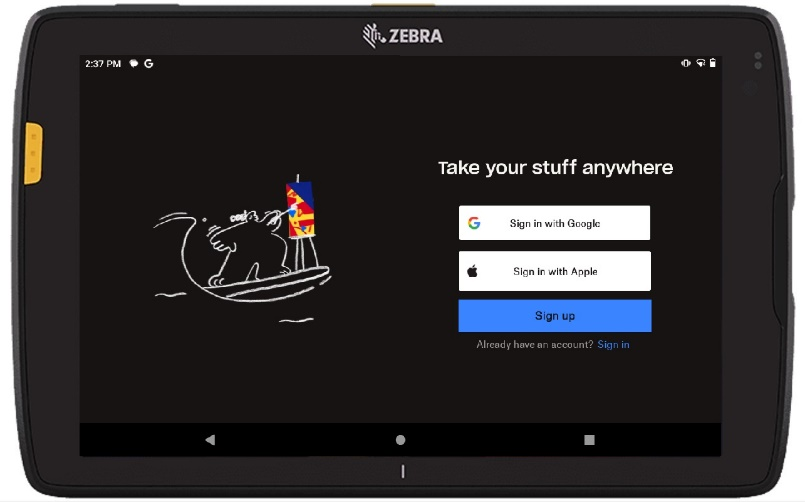 ZEBRA
2:37 PM
Take your stuff anywhere
Sign in with Google
Sign in with Apple
Sign up
Already have an account? Sign in